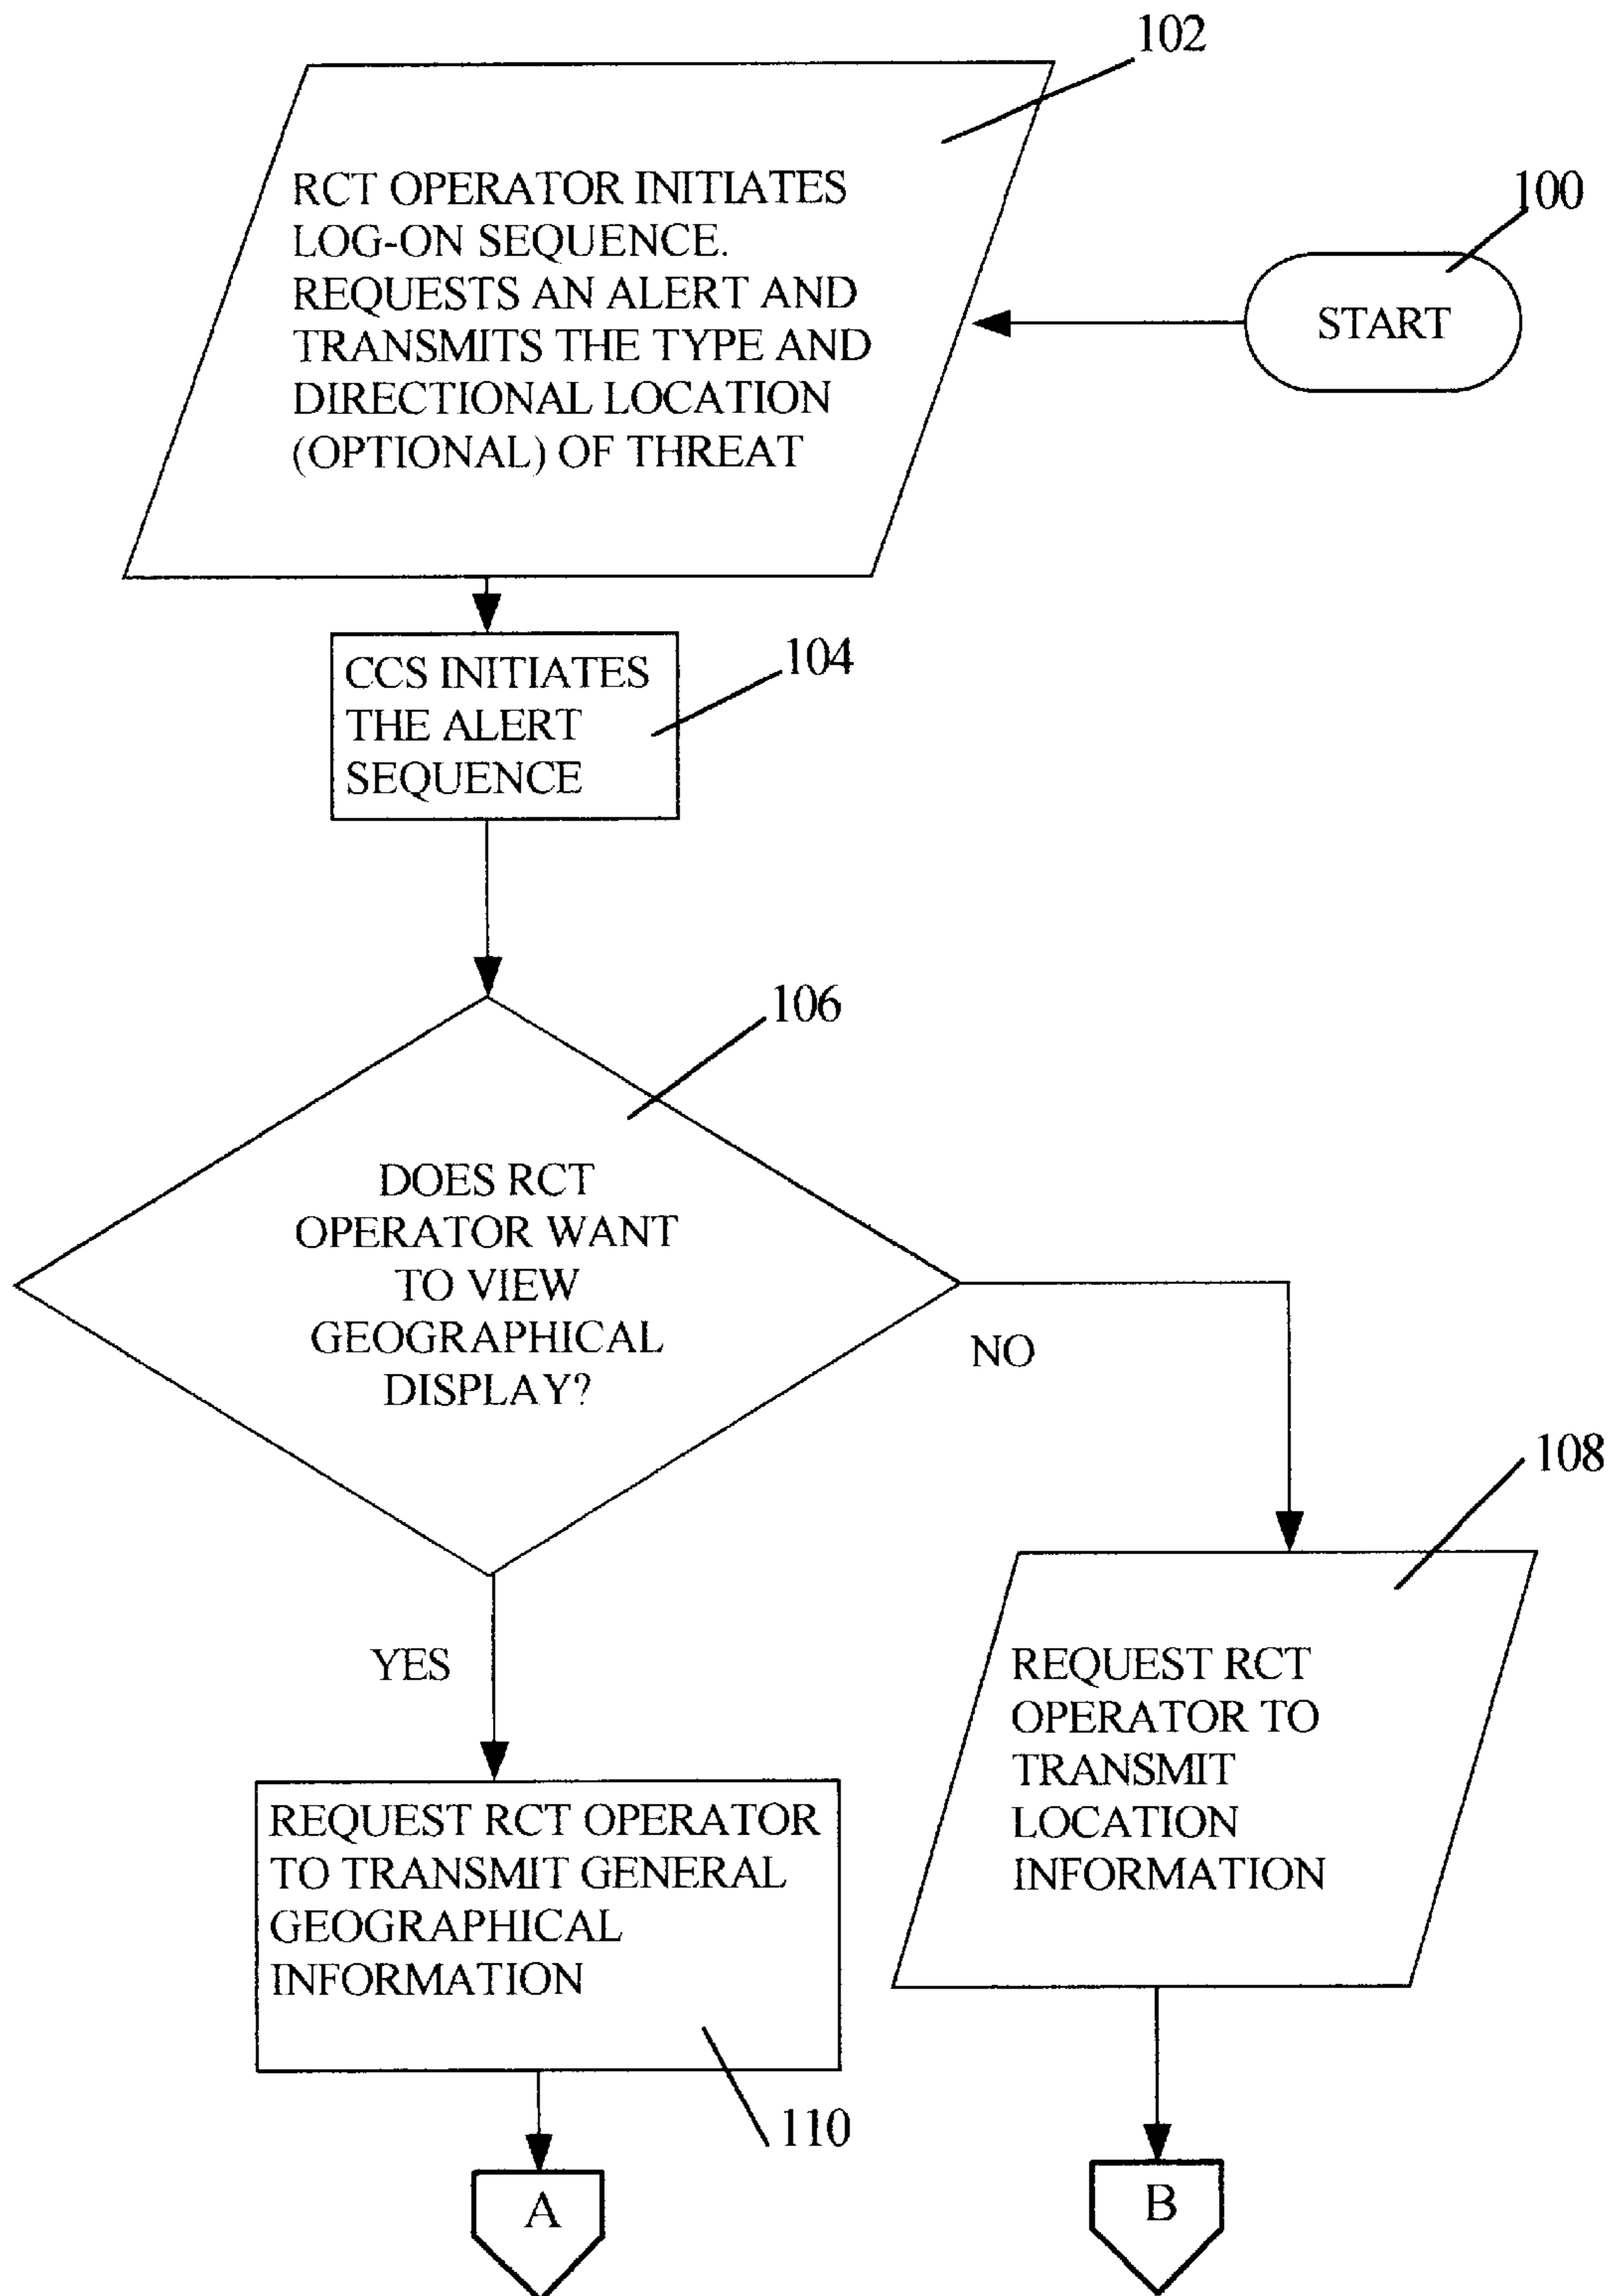 102
RCT OPERATOR INITIATES
LOG-ON SEQUENCE.
REQUESTS AN ALERT AND
TRANSMITS THE TYPE AND
DIRECTIONAL LOCATION
(OPTIONAL) OF THREAT
100
START
CCS INITIATES
THE ALERT
SEQUENCE
104
106
DOES RCT
OPERATOR WANT
TO VIEW
GEOGRAPHICAL
DISPLAY?
NO
YES
108
REQUEST RCT
OPERATOR TO
TRANSMIT
LOCATION
INFORMATION
REQUEST RCT OPERATOR
TO TRANSMIT GENERAL
GEOGRAPHICAL
INFORMATION
110
A
B